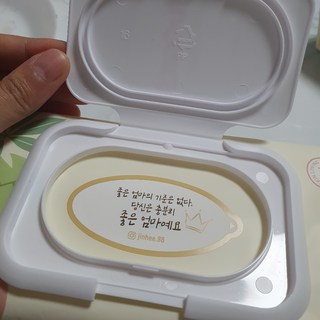 좋은 엄마의 기준은 없다.
당신은 충분히
좋은 엄마예요
jinhee.38